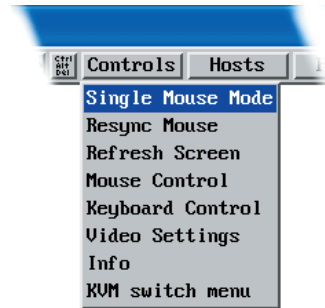 Ctrl Alt Del Controls Hosts
Single Mouse Mode
Resync Mouse
Refresh Screen
Mouse Control
Keyboard Control
Video Settings
Info
KVM switch menu